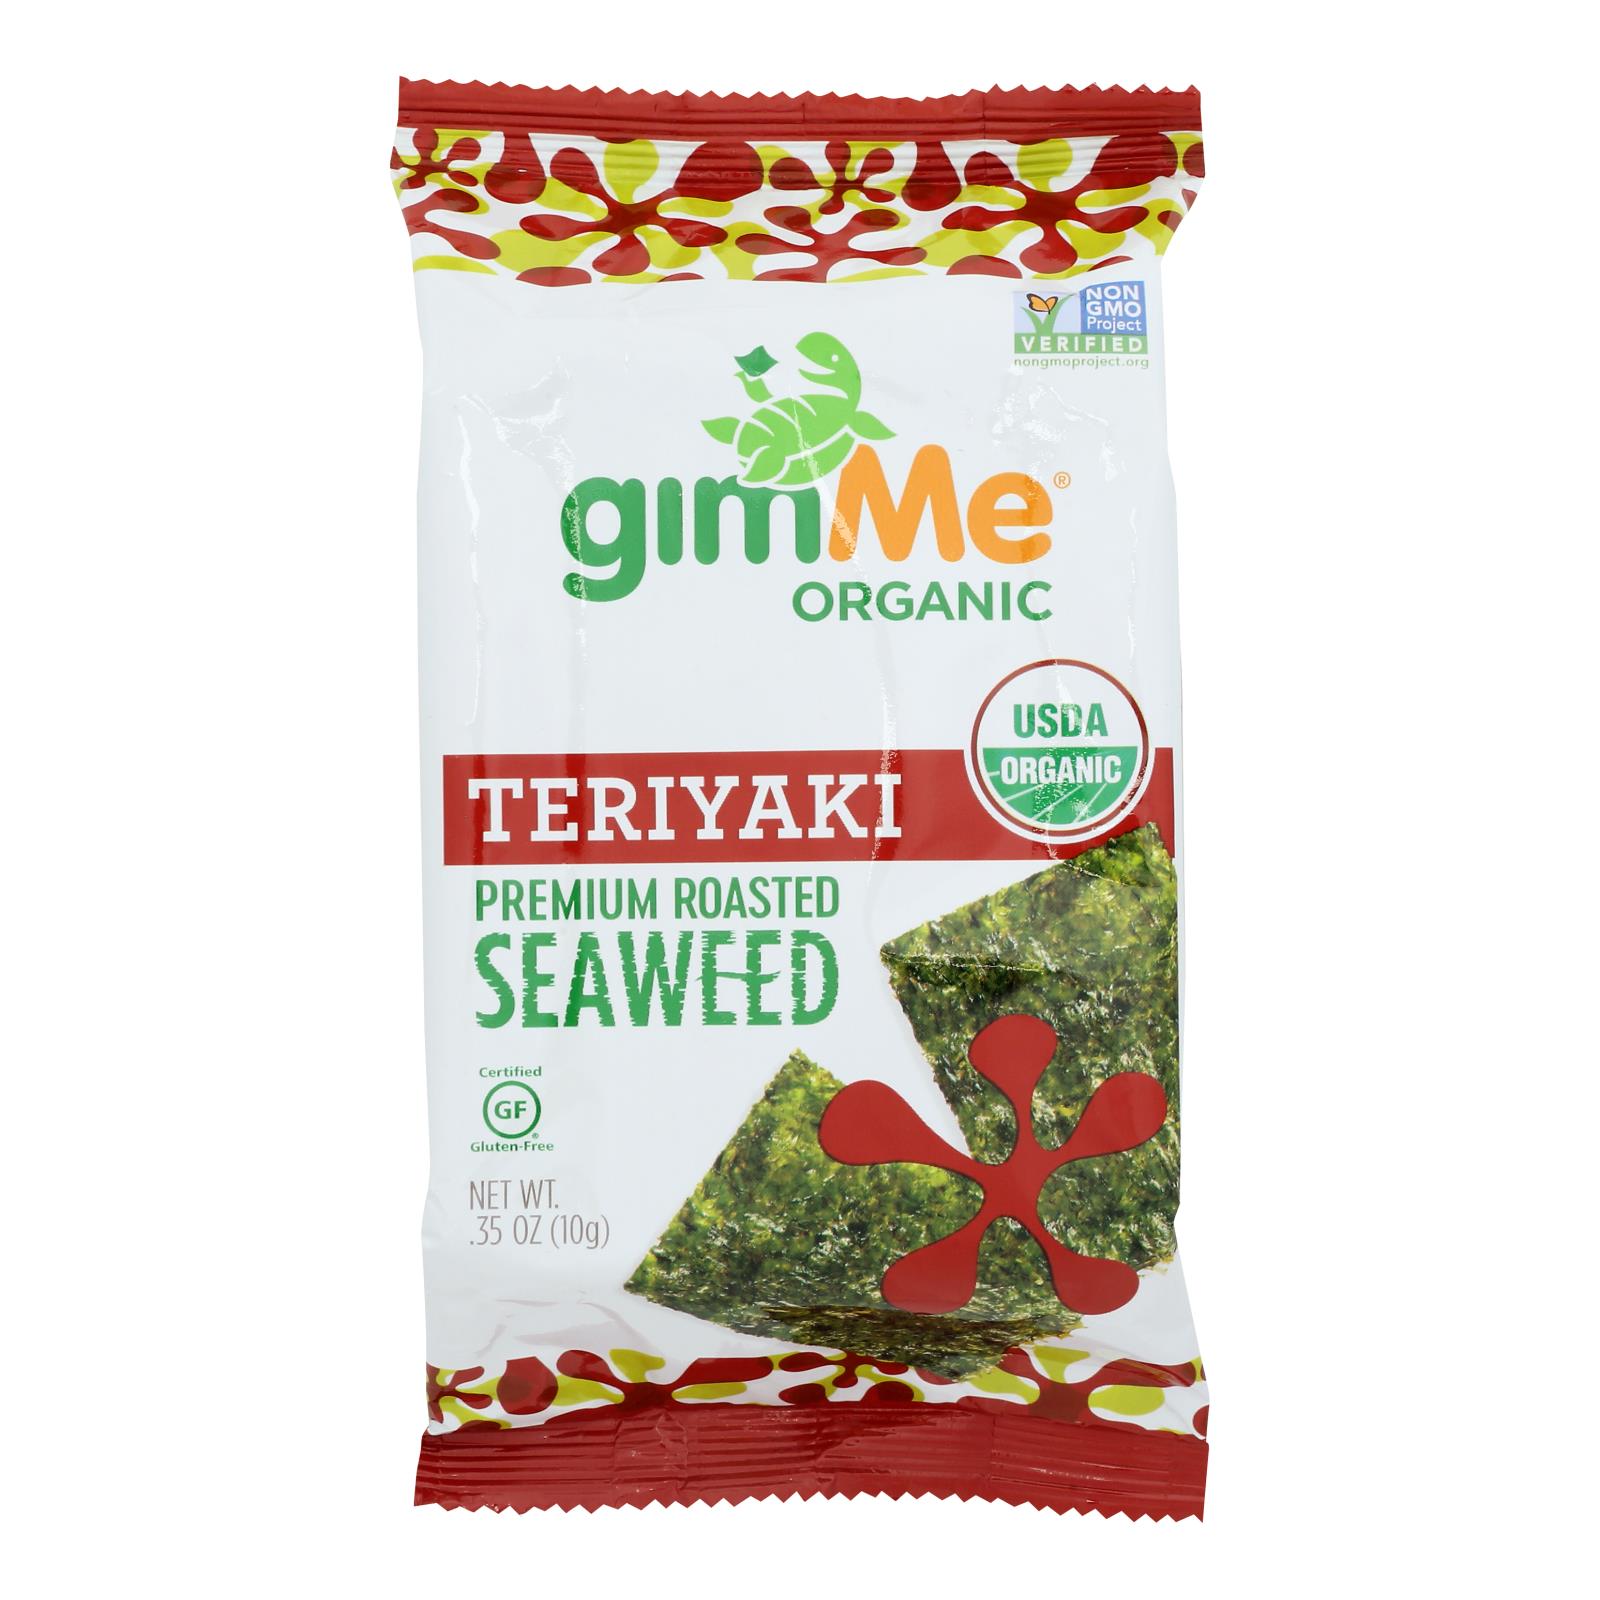 NON
GMO
Project
VERIFIED
nongmoproject.org
gimMe®
ORGANIC
USDA
ORGANIC
TERIYAKI
PREMIUM ROASTED
SEAWEED
Certified
GF
®
Gluten-Free
NET WT.
.35 OZ (10g)